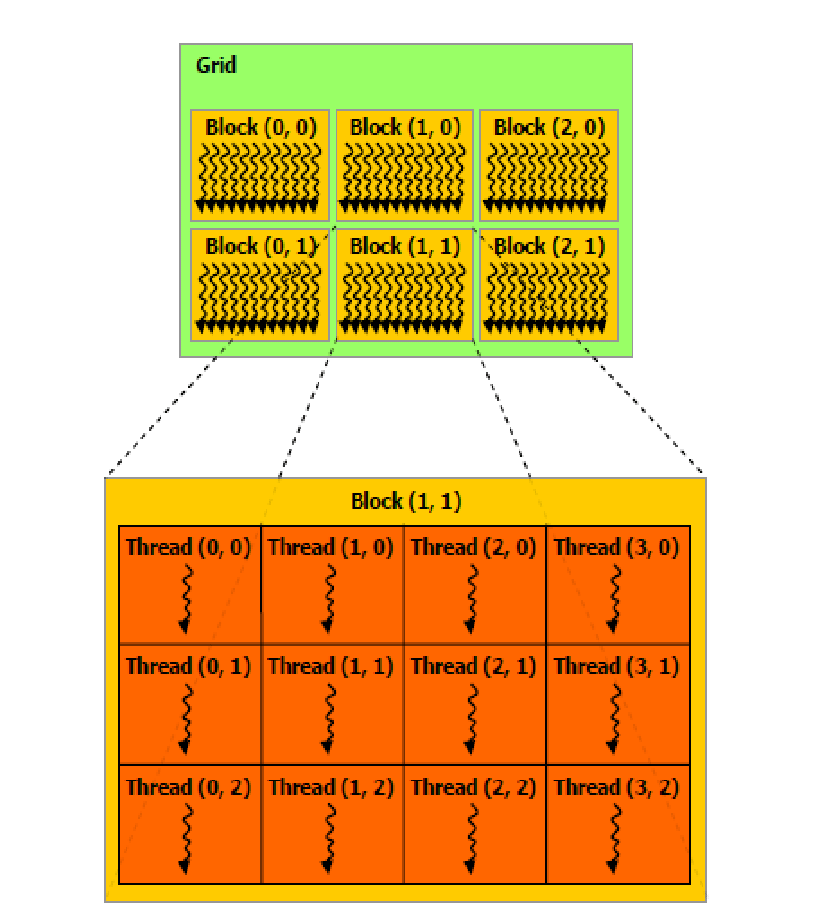 Grid
Block (0, 0) Block (1, 0) Block (2, 0)
Block (0, 1) Block (1, 1) Block (2, 1)
Block (1, 1)
Thread (0, 0) Thread (1, 0) Thread (2, 0) Thread (3, 0)
Thread (0, 1) Thread (1, 1) Thread (2, 1) Thread (3, 1)
Thread (0, 2) Thread (1, 2) Thread (2, 2) Thread (3, 2)